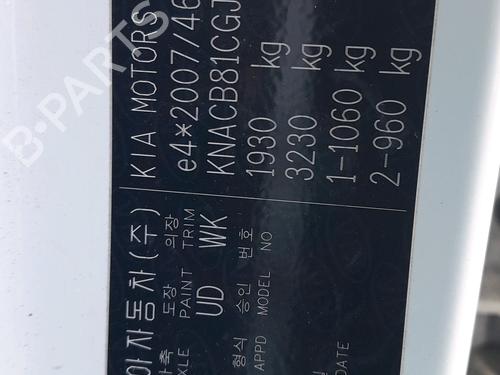 아자동차(주) KIA MOTORS
e4*2007/46
KNACB81CGJ
1930 kg
3230 kg
1-1060 kg
2-960 kg
도장 의장
PAINT TRIM
UD WK
형식 승인 번호
APPD MODEL NO
DATE
B-PARTS